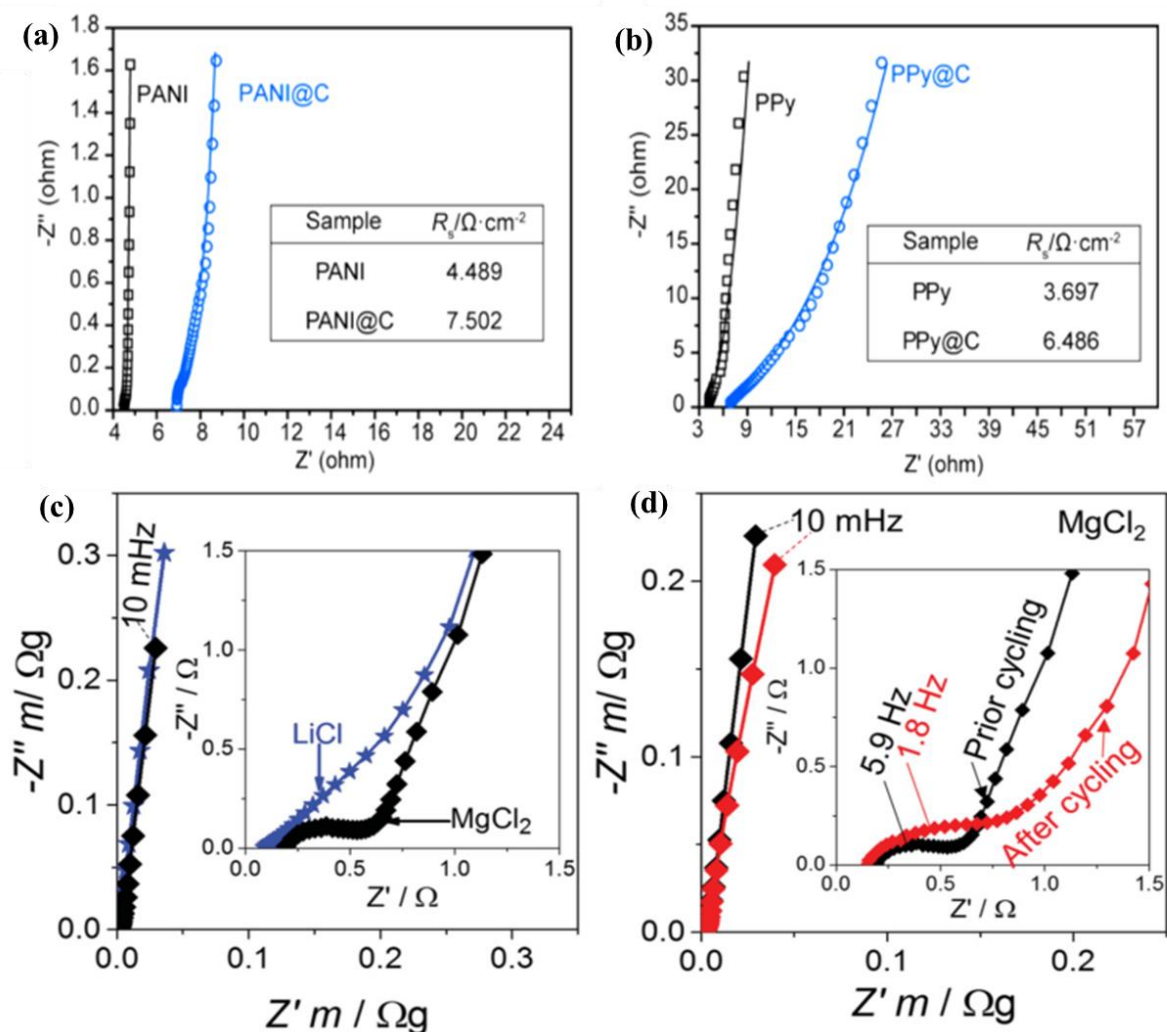 (a)
1.8
1.6
1.4
1.2
1.0
0.8
0.6
0.4
0.2
0.0
-Z'' (ohm)
PANI
PANI@C
Sample Rs/Ω·cm-2
PANI 4.489
PANI@C 7.502
4 6 8 10 12 14 16 18 20 22 24
Z' (ohm)
(b)
35
30
25
20
15
10
5
0
-Z'' (ohm)
PPy
PPy@C
Sample Rs/Ω·cm-2
PPy 3.697
PPy@C 6.486
3 9 15 21 27 33 39 45 51 57
Z' (ohm)
(c)
0.3
0.2
0.1
0.0
-Z'' m/ Ωg
10 mHz
1.5
1.0
0.5
0.0
-Z'' / Ω
LiCl
MgCl2
0.0 0.5 1.0 1.5
Z' / Ω
0.0 0.1 0.2 0.3
Z' m / Ωg
(d)
0.2
0.1
0.0
-Z'' m/ Ωg
10 mHz
MgCl2
1.5
1.0
0.5
0.0
-Z'' / Ω
5.9 Hz
1.8 Hz
Prior cycling
After cycling
0.0 0.5 1.0 1.5
Z' / Ω
0.0 0.1 0.2
Z' m / Ωg